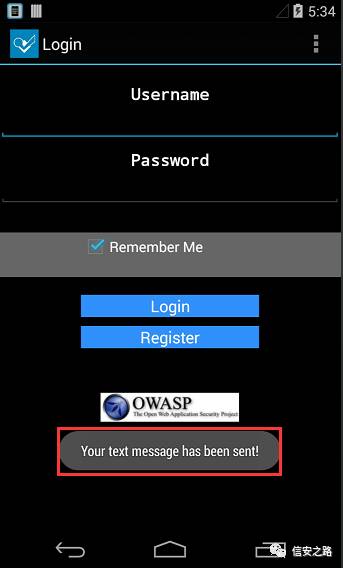 5:34
Login
Username
Password
Remember Me
Login
Register
OWASP
The Open Web Application Security Project
Your text message has been sent!
信安之路